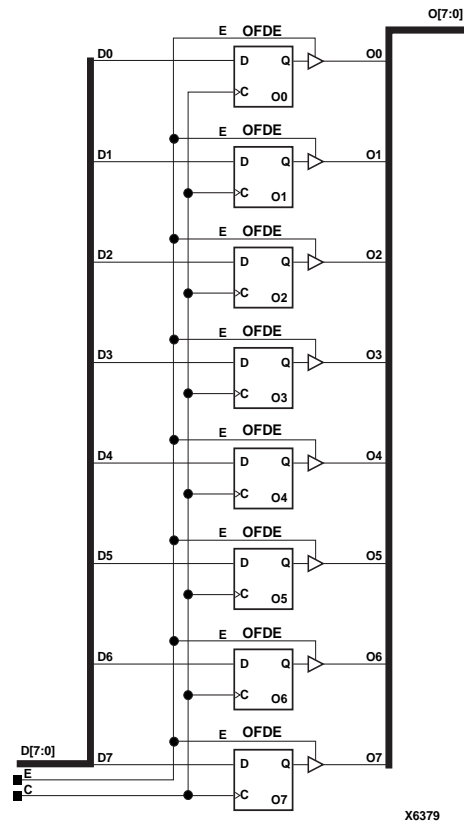 O[7:0]
E OFDE
D0 D Q O0
C O0
E OFDE
D1 D Q O1
C O1
E OFDE
D2 D Q O2
C O2
E OFDE
D3 D Q O3
C O3
E OFDE
D4 D Q O4
C O4
E OFDE
D5 D Q O5
C O5
E OFDE
D6 D Q O6
C O6
E OFDE
D[7:0] D7 D Q O7
E
C C O7
X6379